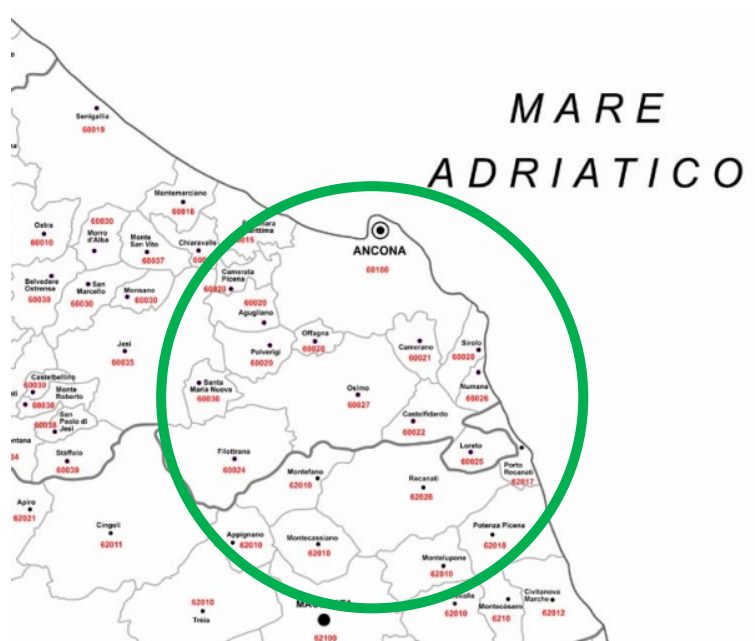 MARE
ADRIATICO
Senigallia
60019
Montemarciano
60018
Ostra
60010
60030
Morro
d'Alba
Monte
San Vito
60037
Chiaravalle
ANCONA
60100
Camerata
Picena
60020
60020
Agugliano
Belvedere
Ostrense
60030
San
Marcello
60030
Monsano
60030
Jesi
60035
Polverigi
60020
Offagna
60020
Camerano
60021
Sirolo
60020
Numana
60026
Castelbellino
60030
Monte
Roberto
60030
San
Paolo di
Jesi
60038
Santa
Maria Nuova
60030
Osimo
60027
Castelfidardo
60022
Staffolo
60039
Filottrano
60024
Loreto
60025
Porto
Recanati
62017
Montefano
62010
Recanati
62026
Apiro
62021
Cingoli
62011
Appignano
62010
Montecassiano
62010
Potenza Picena
62018
Montelupone
62010
62010
Treia
62100
62010
Montecosaro
6210
Civitanova
Marche
62012